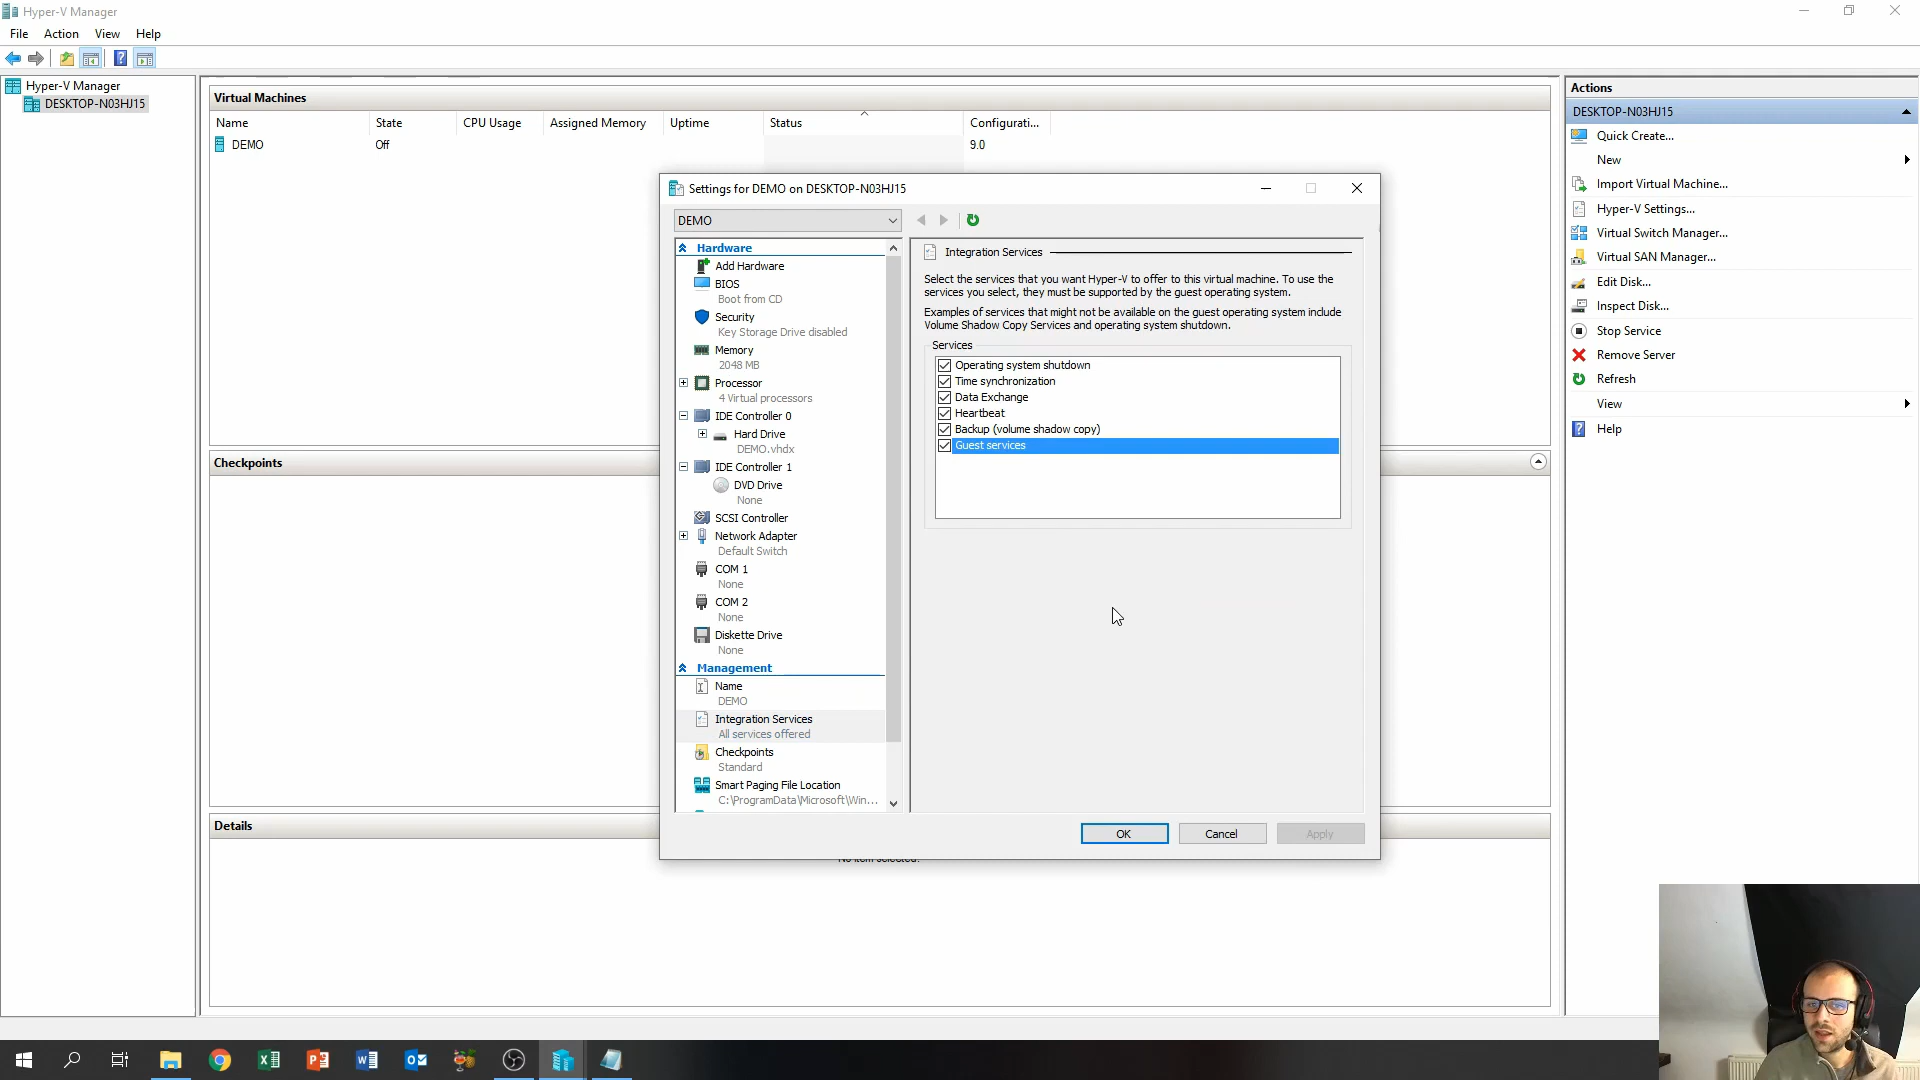 Hyper-V Manager
File Action View Help
Hyper-V Manager
DESKTOP-N03HJ15
Virtual Machines
Name State CPU Usage Assigned Memory Uptime Status Configurati...
DEMO Off 9.0
Checkpoints
Details
Settings for DEMO on DESKTOP-N03HJ15
DEMO
Hardware
Add Hardware
BIOS
Boot from CD
Security
Key Storage Drive disabled
Memory
2048 MB
Processor
4 Virtual processors
IDE Controller 0
Hard Drive
DEMO.vhdx
IDE Controller 1
DVD Drive
None
SCSI Controller
Network Adapter
Default Switch
COM 1
None
COM 2
None
Diskette Drive
None
Management
Name
DEMO
Integration Services
All services offered
Checkpoints
Standard
Smart Paging File Location
C:\ProgramData\Microsoft\Win...
Integration Services
Select the services that you want Hyper-V to offer to this virtual machine. To use the
services you select, they must be supported by the guest operating system.
Examples of services that might not be available on the guest operating system include
Volume Shadow Copy Services and operating system shutdown.
Services
Operating system shutdown
Time synchronization
Data Exchange
Heartbeat
Backup (volume shadow copy)
Guest services
OK Cancel Apply
No item selected.
Actions
DESKTOP-N03HJ15
Quick Create...
New
Import Virtual Machine...
Hyper-V Settings...
Virtual Switch Manager...
Virtual SAN Manager...
Edit Disk...
Inspect Disk...
Stop Service
Remove Server
Refresh
View
Help